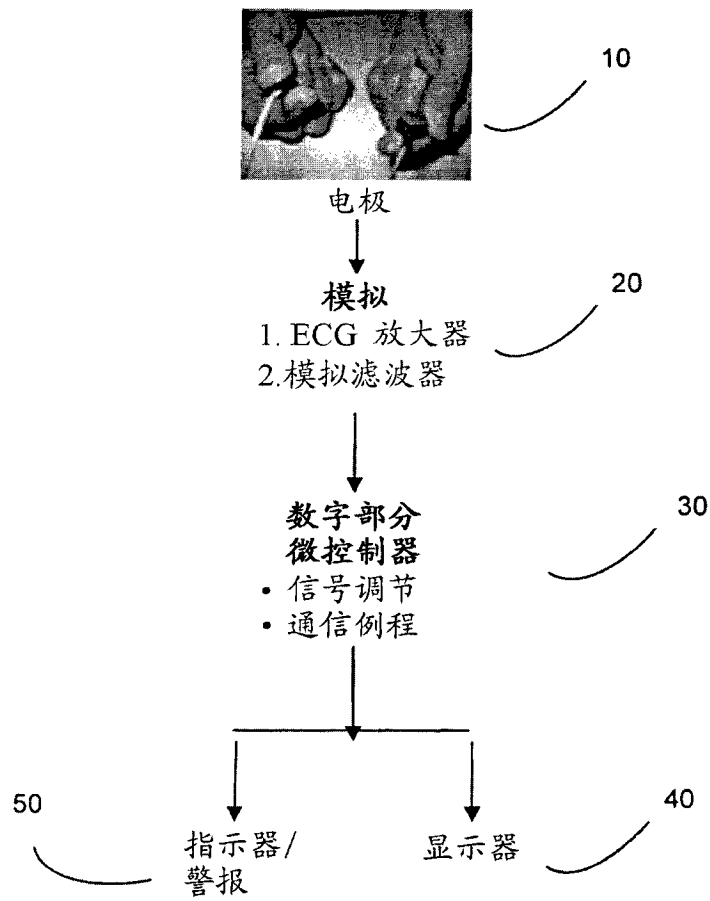 10
电极
模拟
20
1. ECG 放大器
2.模拟滤波器
数字部分
30
微控制器
• 信号调节
• 通信例程
50
40
指示器/
警报
显示器